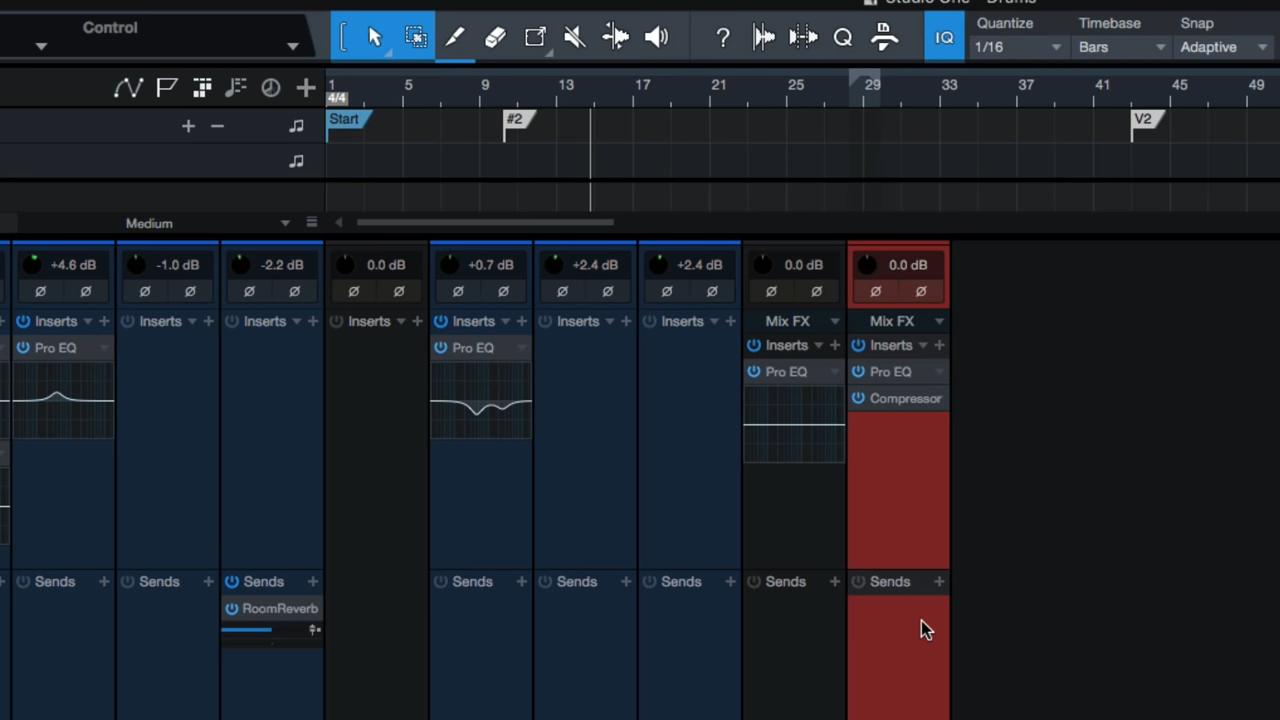 Studio One - Drums
Control
IQ
Quantize
1/16
Timebase
Bars
Snap
Adaptive
1 5 9 13 17 21 25 29 33 37 41 45 49
4/4
Start #2 V2
Medium
+4.6 dB -1.0 dB -2.2 dB 0.0 dB +0.7 dB +2.4 dB +2.4 dB 0.0 dB 0.0 dB
Inserts Inserts Inserts Inserts Inserts Inserts Inserts Mix FX Mix FX
Inserts Inserts
Pro EQ Pro EQ
Pro EQ Pro EQ
Compressor
Sends Sends Sends Sends Sends Sends Sends Sends
RoomReverb